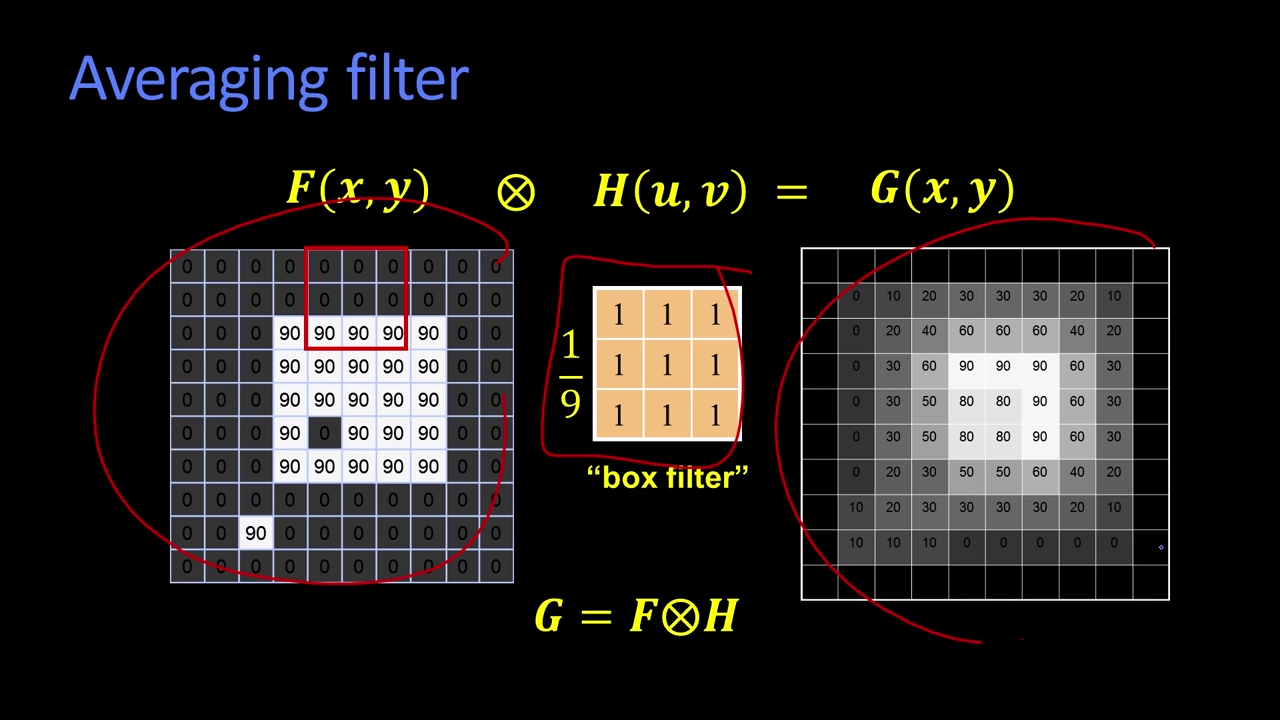 Averaging filter
F(x, y) ⊗ H(u, v) = G(x, y)
0 0 0 0 0 0 0 0 0 0
0 0 0 0 0 0 0 0 0 0
0 0 0 90 90 90 90 90 0 0
0 0 0 90 90 90 90 90 0 0
0 0 0 90 90 90 90 90 0 0
0 0 0 90 0 90 90 90 0 0
0 0 0 90 90 90 90 90 0 0
0 0 0 0 0 0 0 0 0 0
0 0 90 0 0 0 0 0 0 0
0 0 0 0 0 0 0 0 0 0
1
9
1 1 1
1 1 1
1 1 1
“box filter”
0 10 20 30 30 30 20 10
0 20 40 60 60 60 40 20
0 30 60 90 90 90 60 30
0 30 50 80 80 90 60 30
0 30 50 80 80 90 60 30
0 20 30 50 50 60 40 20
10 20 30 30 30 30 20 10
10 10 10 0 0 0 0 0
G = F⊗H